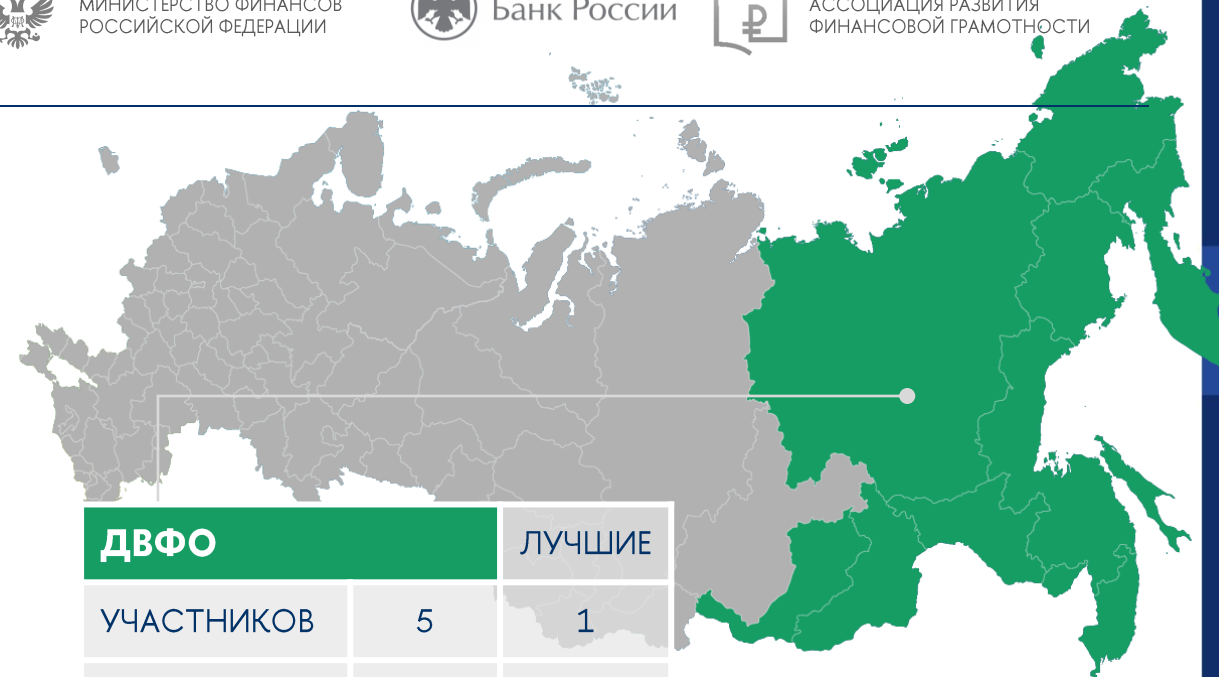 МИНИСТЕРСТВО ФИНАНСОВ
РОССИЙСКОЙ ФЕДЕРАЦИИ
Банк России
АССОЦИАЦИЯ РАЗВИТИЯ
ФИНАНСОВОЙ ГРАМОТНОСТИ
ДВФО ЛУЧШИЕ
УЧАСТНИКОВ 5 1